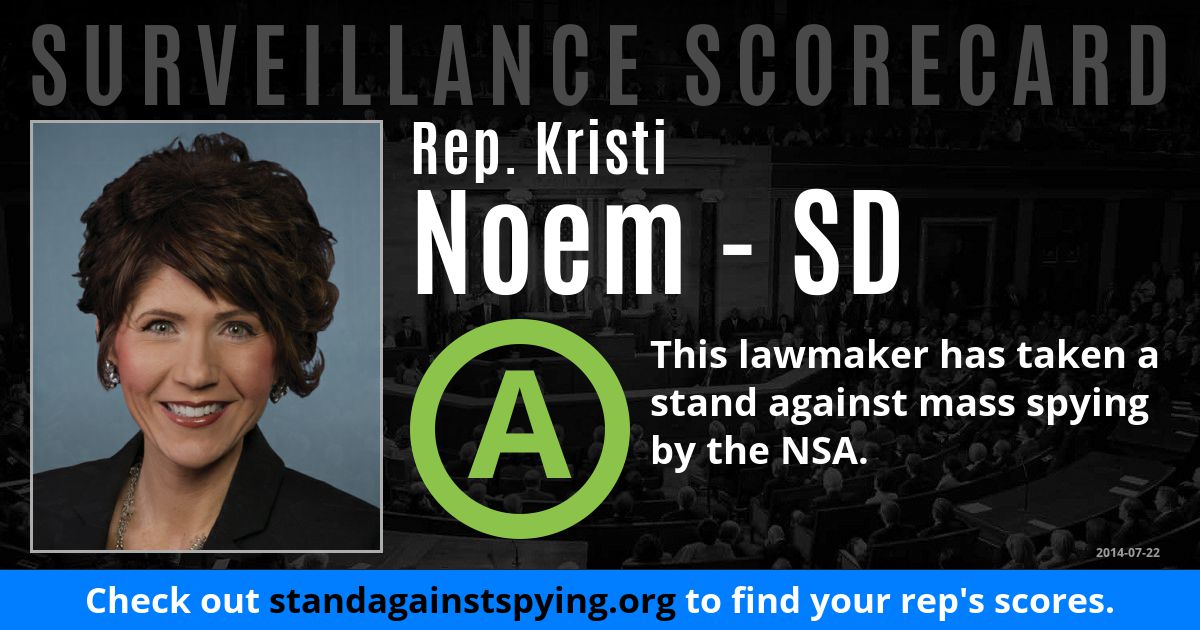 SURVEILLANCE SCORECARD
Rep. Kristi
Noem - SD
A
This lawmaker has taken a
stand against mass spying
by the NSA.
2014-07-22
Check out standagainstspying.org to find your rep's scores.